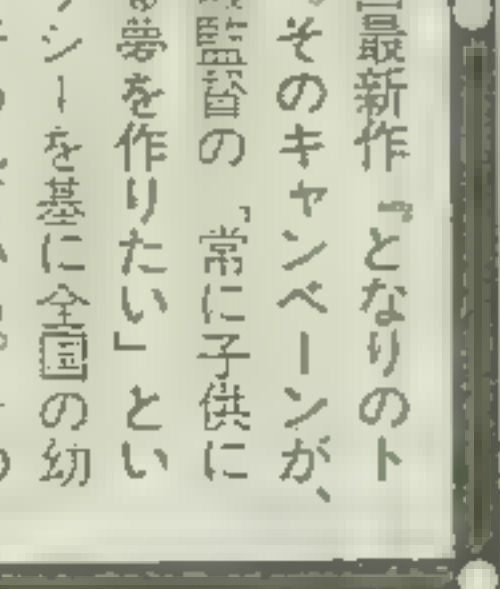 最新作『となりのト
そのキャンペーンが、
監督の「常に子供に
夢を作りたい」とい
シーを基に全国の幼